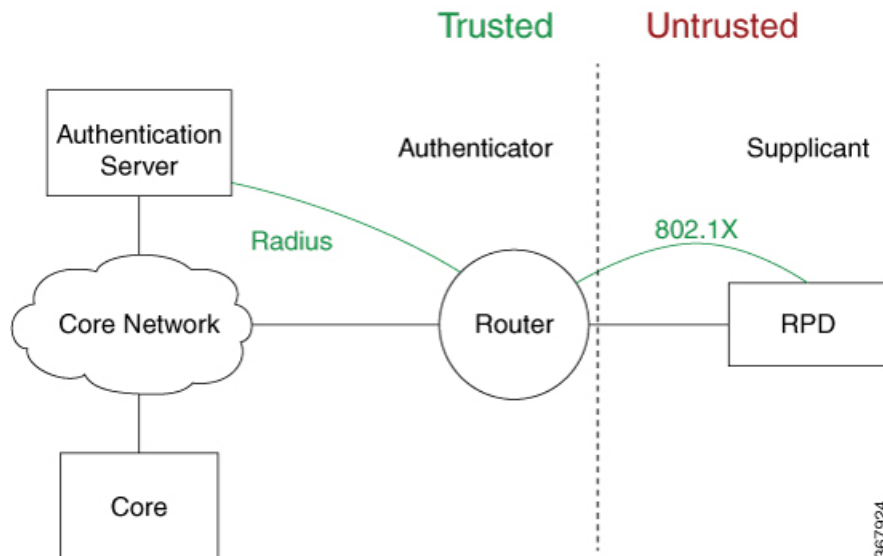 Trusted
Untrusted
Authentication
Server
Authenticator
Supplicant
Radius
802.1X
Core Network
Router
RPD
Core